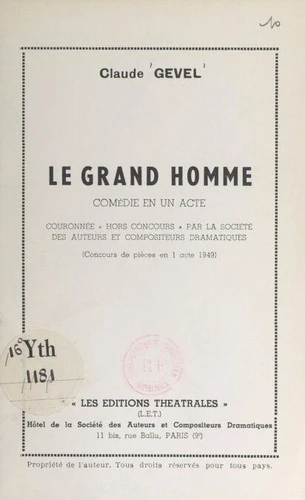 10
Claude GEVEL
LE GRAND HOMME
COMÉDIE EN UN ACTE
COURONNÉE « HORS CONCOURS » PAR LA SOCIÉTÉ
DES AUTEURS ET COMPOSITEURS DRAMATIQUES
(Concours de pièces en 1 acte 1949)
16° Yth
1181
« LES EDITIONS THEATRALES »
(L.E.T.)
Hôtel de la Société des Auteurs et Compositeurs Dramatiques
11 bis, rue Ballu, PARIS (9e)
Propriété de l'auteur. Tous droits réservés pour tous pays.